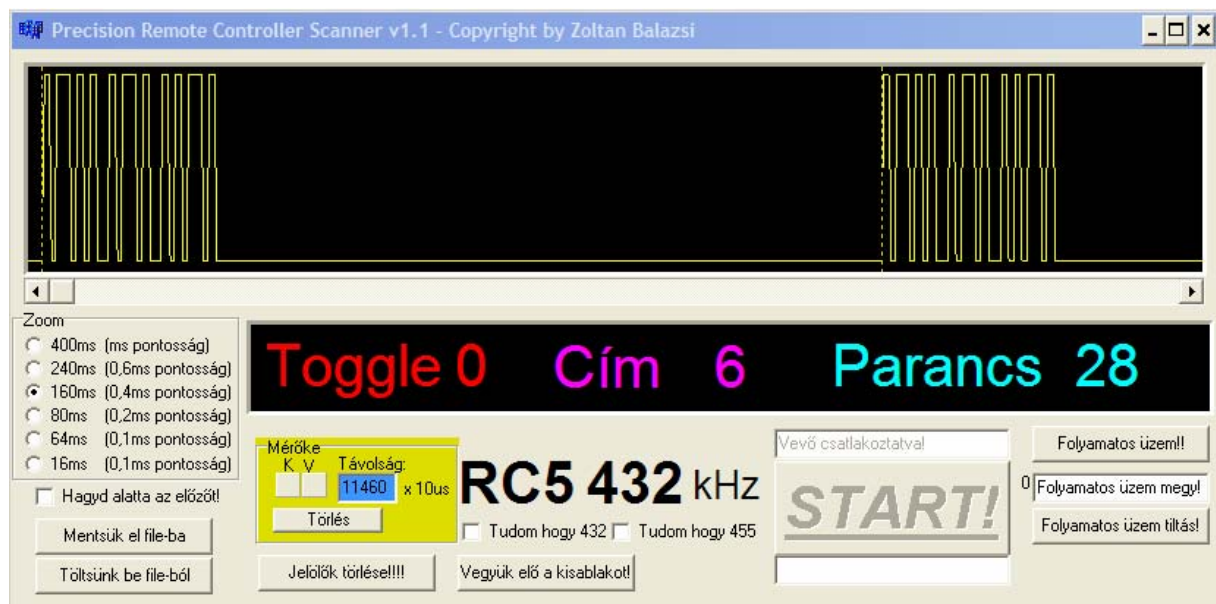 Precision Remote Controller Scanner v1.1 - Copyright by Zoltan Balazsi
Zoom
400ms (ms pontosság)
240ms (0,6ms pontosság)
160ms (0,4ms pontosság)
80ms (0,2ms pontosság)
64ms (0,1ms pontosság)
16ms (0,1ms pontosság)
Hagyd alatta az előzőt!
Mentsük el file-ba
Töltsünk be file-ból
Toggle 0 Cím 6 Parancs 28
Mérőke
K V Távolság:
11460 x 10us
Törlés
RC5 432 kHz
Tudom hogy 432 Tudom hogy 455
Jelölők törlése!!!!
Vegyük elő a kisablakot!
Vevő csatlakoztatva!
START!
Folyamatos üzem!!
0 Folyamatos üzem megy!
Folyamatos üzem tiltás!